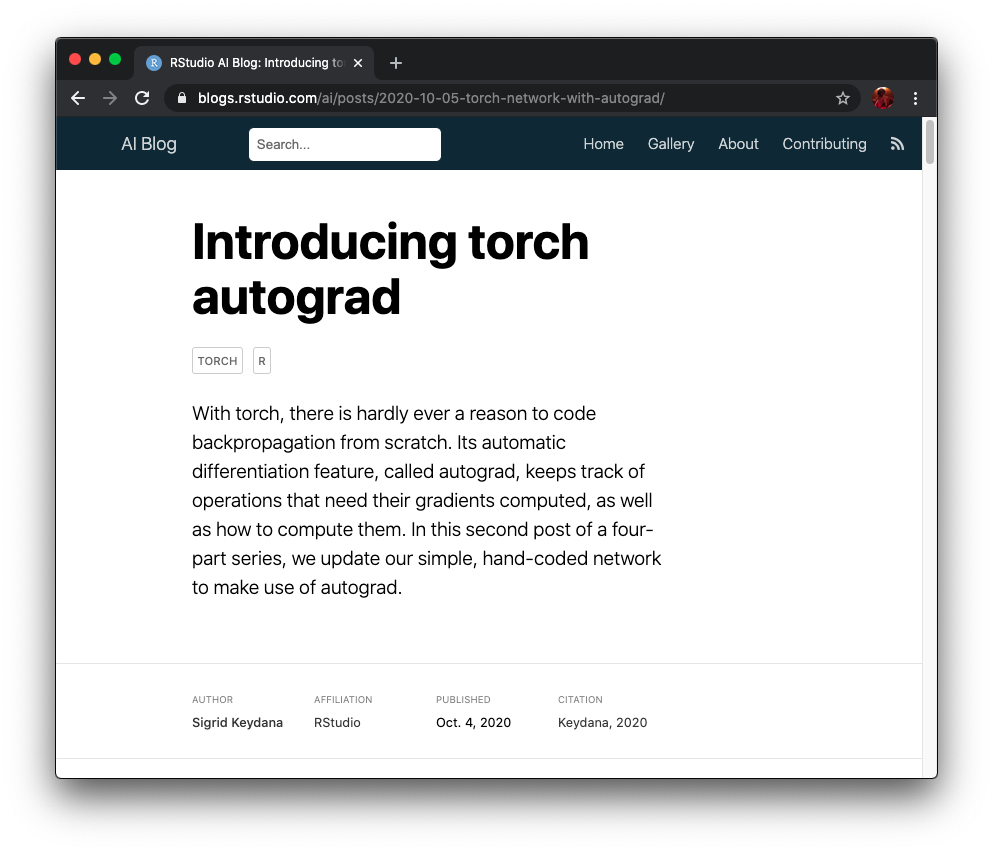 R RStudio AI Blog: Introducing to
blogs.rstudio.com/ai/posts/2020-10-05-torch-network-with-autograd/
AI Blog Search... Home Gallery About Contributing
Introducing torch
autograd
TORCH R
With torch, there is hardly ever a reason to code
backpropagation from scratch. Its automatic
differentiation feature, called autograd, keeps track of
operations that need their gradients computed, as well
as how to compute them. In this second post of a four-
part series, we update our simple, hand-coded network
to make use of autograd.
AUTHOR AFFILIATION PUBLISHED CITATION
Sigrid Keydana RStudio Oct. 4, 2020 Keydana, 2020